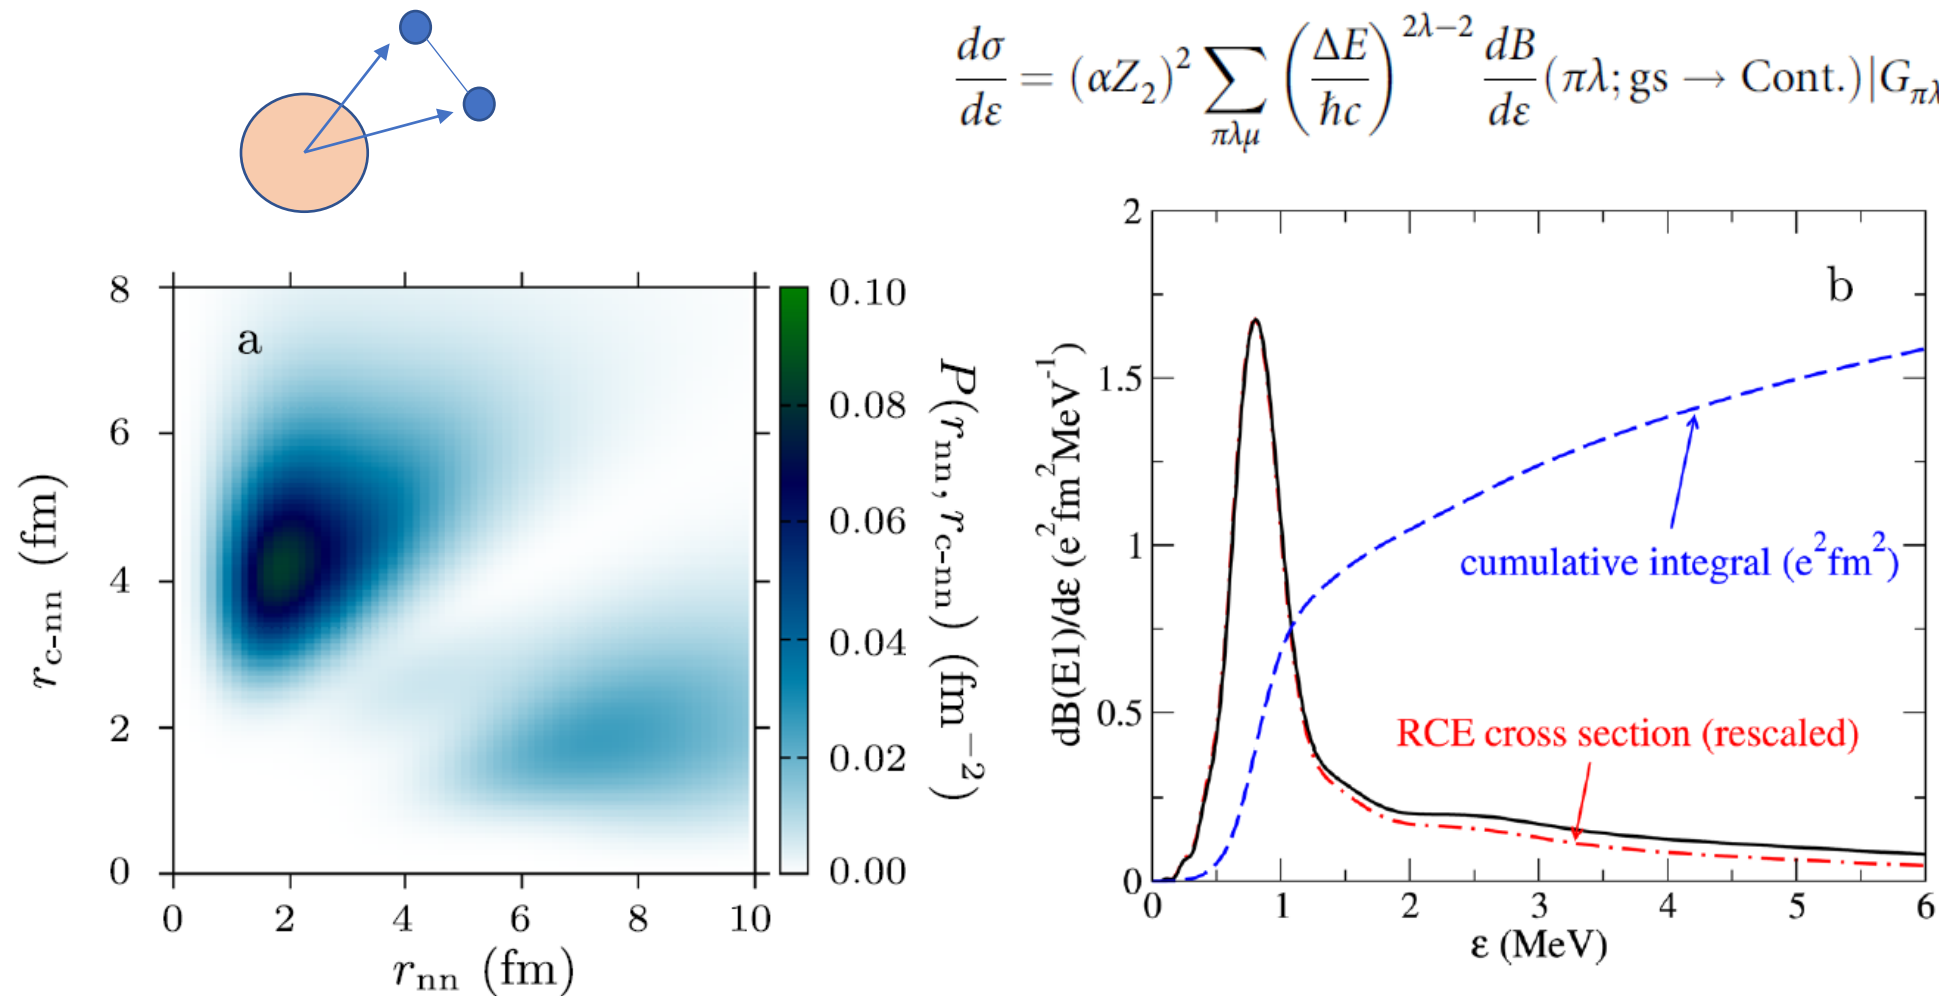 dσ/dε = (αZ₂)² ∑πλμ (ΔE/ħc)^2λ−2 dB/dε (πλ; gs → Cont.)|Gπλ
a
8
6
4
2
0
0 2 4 6 8 10
r_c-nn (fm)
r_nn (fm)
0.10
0.08
0.06
0.04
0.02
0.00
P(r_nn, r_c-nn) (fm⁻²)
b
2
1.5
1
0.5
0
0 1 2 3 4 5 6
dB(E1)/dε (e²fm²MeV⁻¹)
ε (MeV)
cumulative integral (e²fm²)
RCE cross section (rescaled)